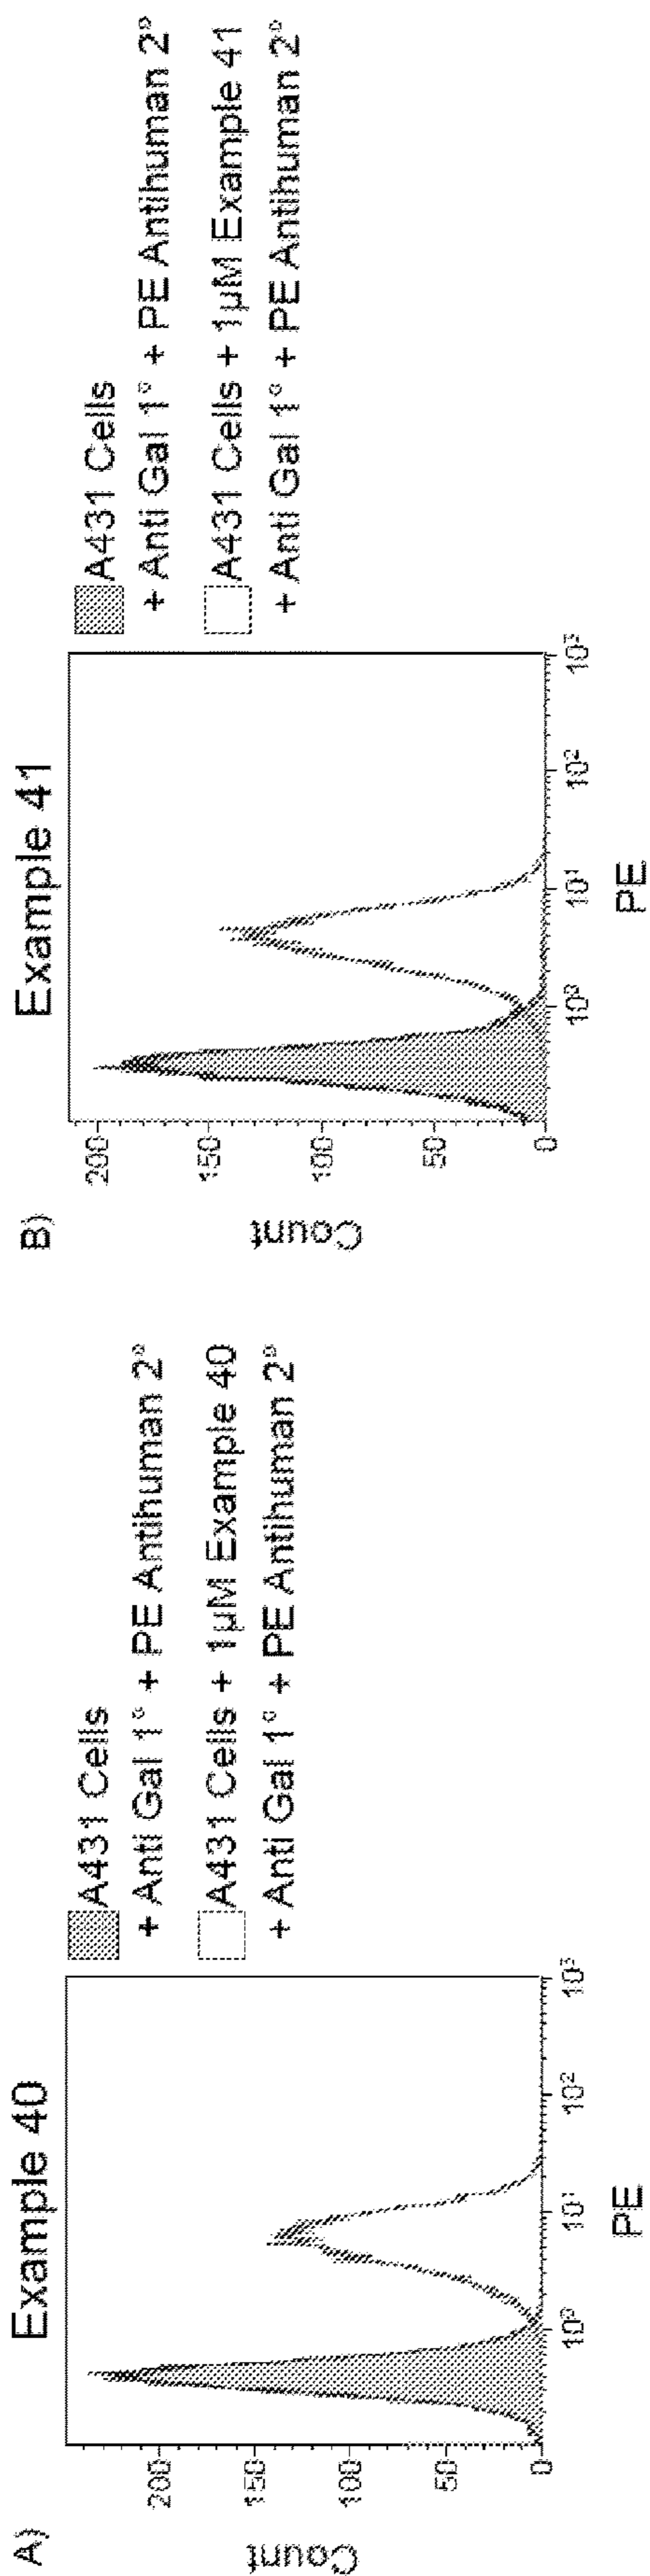 A)
Example 40
Count
200
150
100
50
0
10⁰
10¹
10²
10³
PE
A431 Cells
+ Anti Gal 1° + PE Antihuman 2°
A431 Cells + 1µM Example 40
+ Anti Gal 1° + PE Antihuman 2°
B)
Example 41
Count
200
150
100
50
0
10⁰
10¹
10²
10³
PE
A431 Cells
+ Anti Gal 1° + PE Antihuman 2°
A431 Cells + 1µM Example 41
+ Anti Gal 1° + PE Antihuman 2°